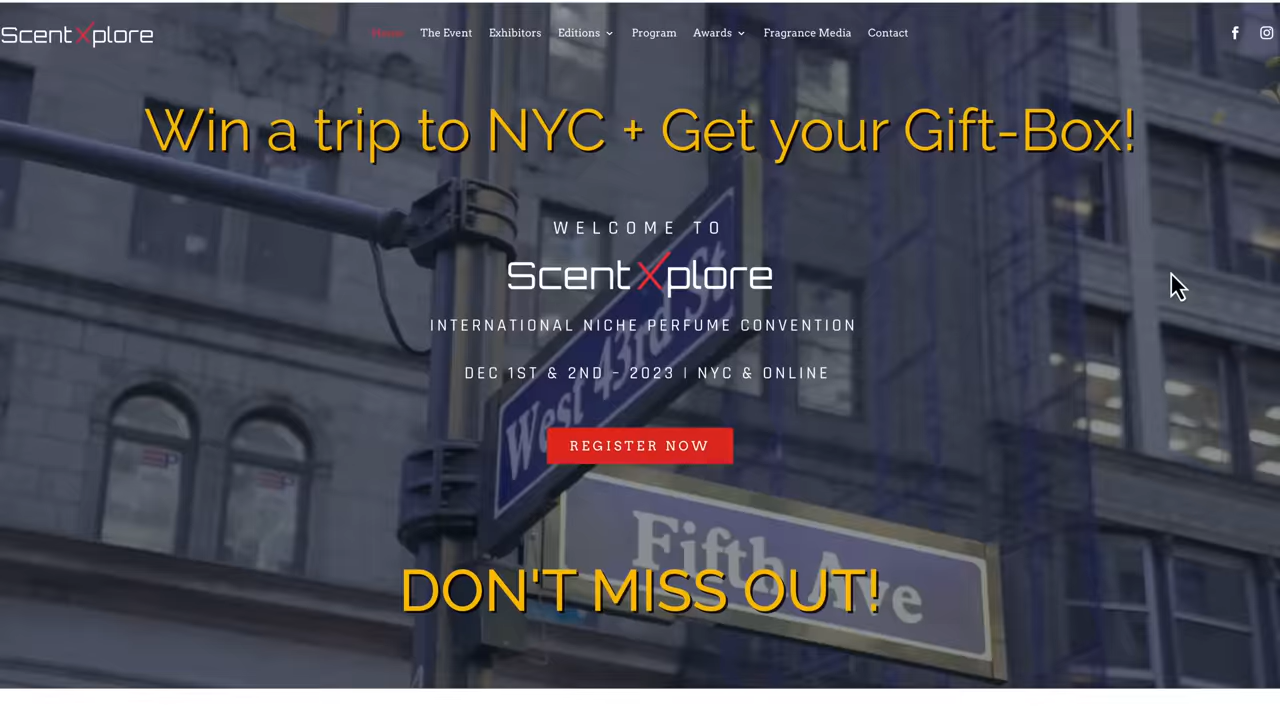 ScentXplore
Home The Event Exhibitors Editions Program Awards Fragrance Media Contact
Win a trip to NYC + Get your Gift-Box!
WELCOME TO
ScentXplore
INTERNATIONAL NICHE PERFUME CONVENTION
DEC 1ST & 2ND - 2023 | NYC & ONLINE
West 43rd St
REGISTER NOW
Fifth Ave
DON'T MISS OUT!